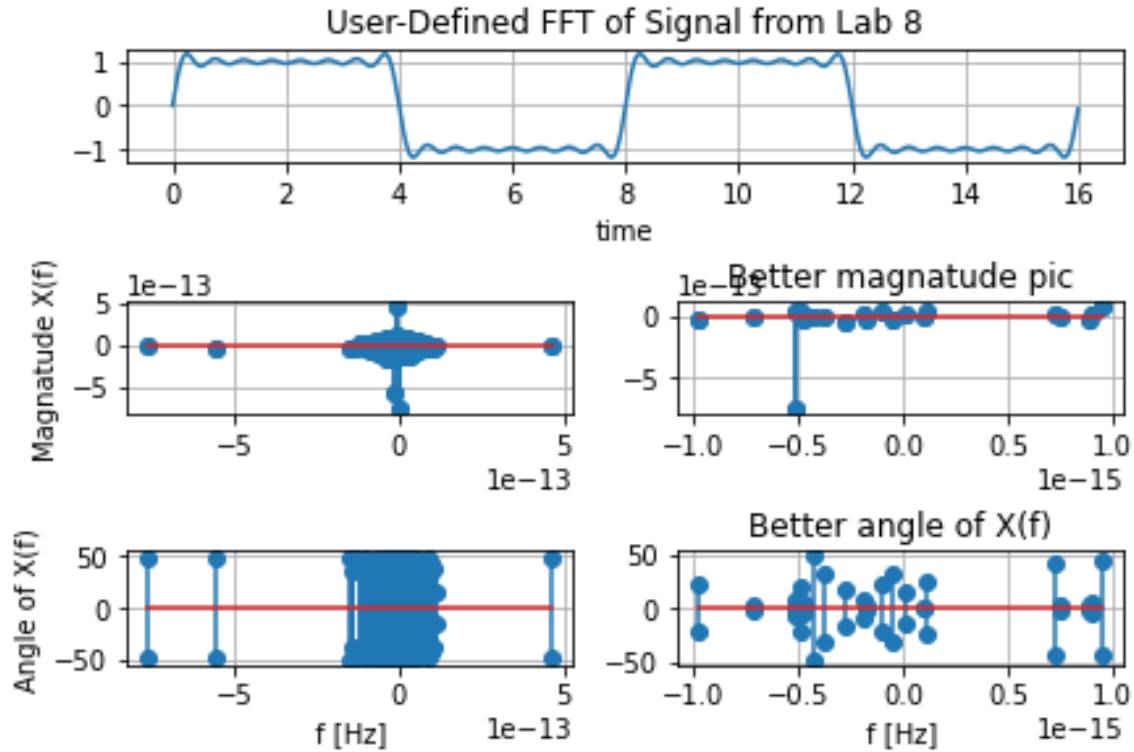 User-Defined FFT of Signal from Lab 8
1
0
−1
0 2 4 6 8 10 12 14 16
time
Magnatude X(f)
1e−13
5
0
−5
−5 0 5
1e−13
Better magnatude pic
0
−5
−1.0 −0.5 0.0 0.5 1.0
1e−15
Angle of X(f)
50
0
−50
−5 0 5
f [Hz] 1e−13
Better angle of X(f)
50
0
−50
−1.0 −0.5 0.0 0.5 1.0
f [Hz] 1e−15